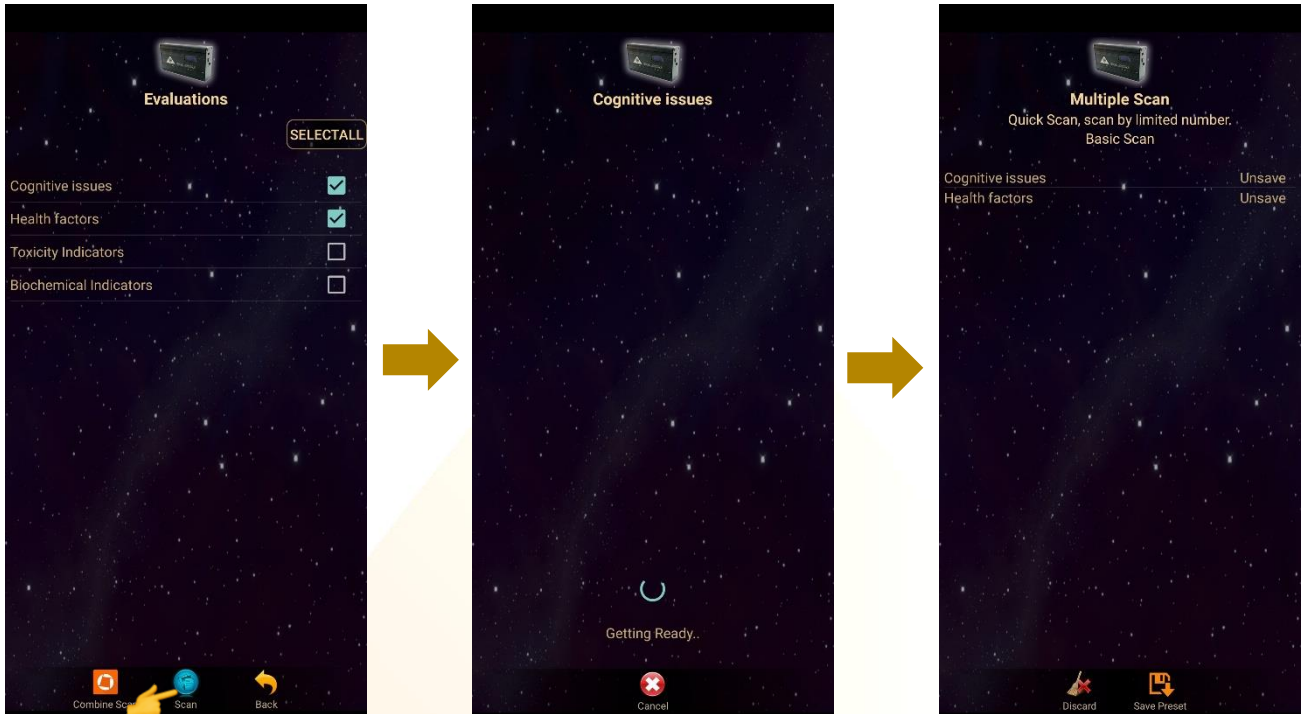 Evaluations
SELECTALL
Cognitive issues
Health factors
Toxicity Indicators
Biochemical Indicators
Combine
Scan
Back
Cognitive issues
Getting Ready..
Cancel
Multiple Scan
Quick Scan, scan by limited number.
Basic Scan
Cognitive issues Unsave
Health factors Unsave
Discard
Save Preset